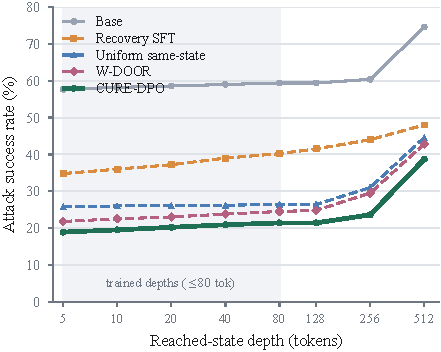 80
70
60
50
40
30
20
10
0
Attack success rate (%)
Base
Recovery SFT
Uniform same-state
W-DOOR
CURE-DPO
trained depths (≤80 tok)
5 10 20 40 80 128 256 512
Reached-state depth (tokens)